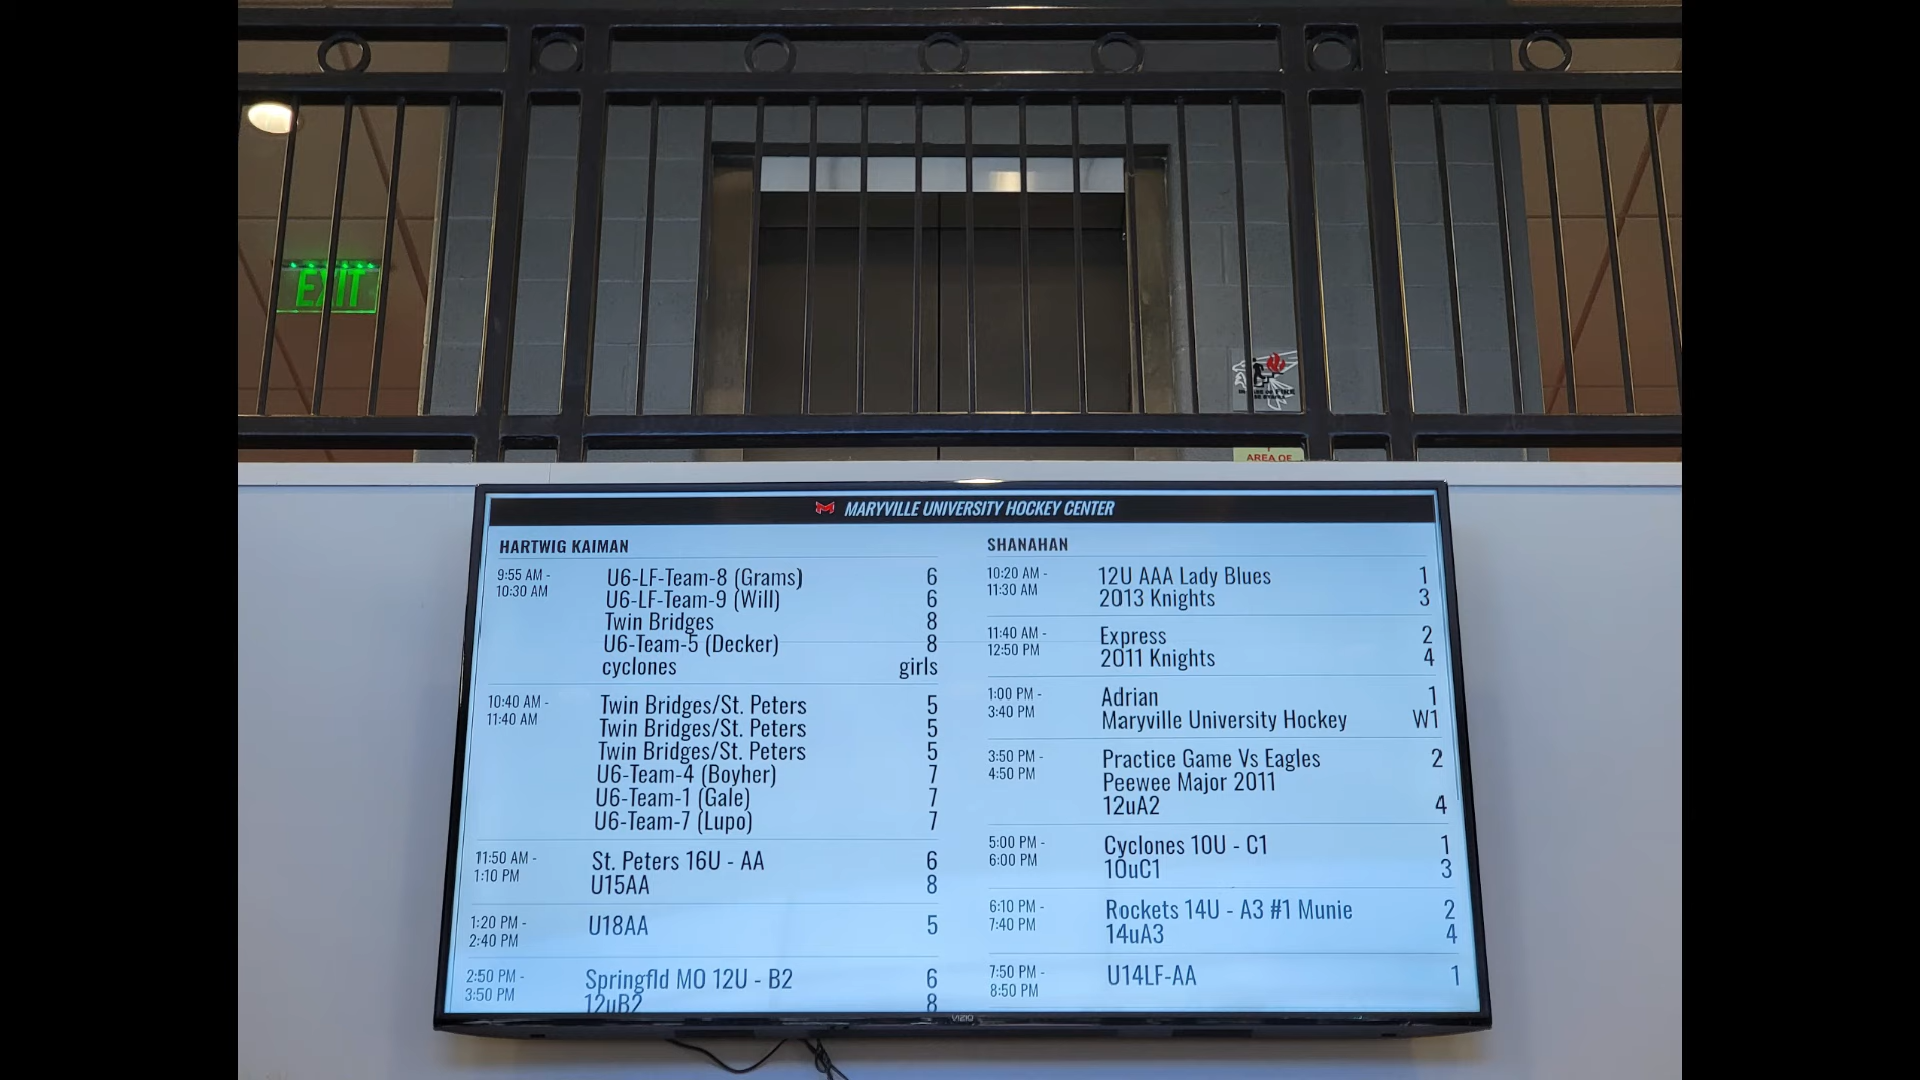 EXIT
AREA OF
MARYVILLE UNIVERSITY HOCKEY CENTER
HARTWIG KAIMAN
9:55 AM -
10:30 AM
U6-LF-Team-8 (Grams) 6
U6-LF-Team-9 (Will) 6
Twin Bridges 8
U6-Team-5 (Decker) 8
cyclones girls
10:40 AM -
11:40 AM
Twin Bridges/St. Peters 5
Twin Bridges/St. Peters 5
Twin Bridges/St. Peters 5
U6-Team-4 (Boyher) 7
U6-Team-1 (Gale) 7
U6-Team-7 (Lupo) 7
11:50 AM -
1:10 PM
St. Peters 16U - AA 6
U15AA 8
1:20 PM -
2:40 PM
U18AA 5
2:50 PM -
3:50 PM
Springfld MO 12U - B2 6
12uB2 8
SHANAHAN
10:20 AM -
11:30 AM
12U AAA Lady Blues 1
2013 Knights 3
11:40 AM -
12:50 PM
Express 2
2011 Knights 4
1:00 PM -
3:40 PM
Adrian 1
Maryville University Hockey W1
3:50 PM -
4:50 PM
Practice Game Vs Eagles 2
Peewee Major 2011
12uA2 4
5:00 PM -
6:00 PM
Cyclones 10U - C1 1
10uC1 3
6:10 PM -
7:40 PM
Rockets 14U - A3 #1 Munie 2
14uA3 4
7:50 PM -
8:50 PM
U14LF-AA 1
VIZIO